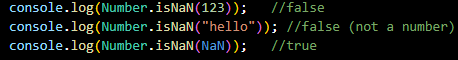 console.log(Number.isNaN(123));   //false
console.log(Number.isNaN("hello")); //false (not a number)
console.log(Number.isNaN(NaN));   //true